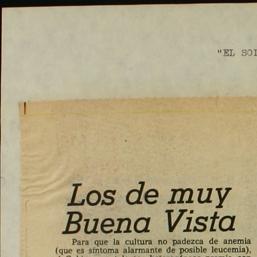 "EL SOL
Los de muy
Buena Vista
Para que la cultura no padezca de anemia
(que es síntoma alarmante de posible leucemia),